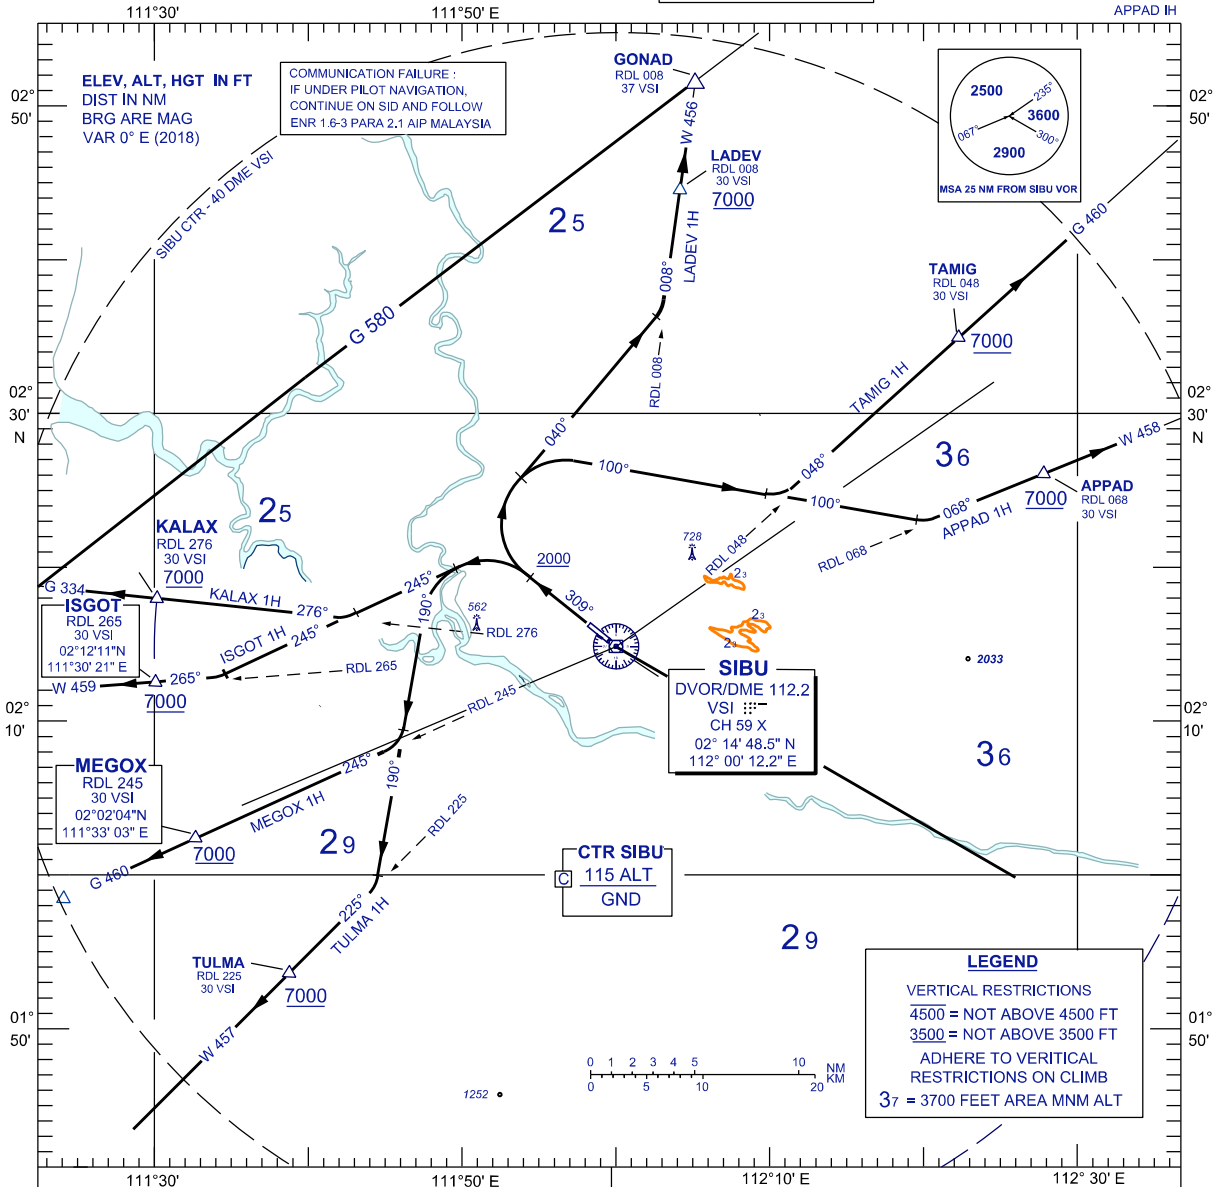 APPAD IH
111°30'
111°50' E
ELEV, ALT, HGT IN FT
DIST IN NM
BRG ARE MAG
VAR 0° E (2018)
COMMUNICATION FAILURE :
IF UNDER PILOT NAVIGATION,
CONTINUE ON SID AND FOLLOW
ENR 1.6-3 PARA 2.1 AIP MALAYSIA
GONAD
RDL 008
37 VSI
2500
235°
3600
067°
300°
2900
MSA 25 NM FROM SIBU VOR
02°
50'
02°
50'
W 456
LADEV
RDL 008
30 VSI
7000
SIBU CTR - 40 DME VSI
25
LADEV 1H
008°
G 460
TAMIG
RDL 048
30 VSI
7000
G 580
RDL 008
TAMIG 1H
02°
30'
N
02°
30'
N
040°
100°
048°
36
W 458
APPAD
RDL 068
30 VSI
7000
100°
068°
APPAD 1H
25
KALAX
RDL 276
30 VSI
7000
728
RDL 048
RDL 068
2000
G 334
KALAX 1H
276°
245°
190°
309°
23
ISGOT
RDL 265
30 VSI
02°12'11"N
111°30' 21" E
ISGOT 1H
245°
562
RDL 276
23
23
RDL 265
W 459
265°
7000
RDL 245
SIBU
DVOR/DME 112.2
VSI
CH 59 X
02° 14' 48.5" N
112° 00' 12.2" E
2033
02°
10'
02°
10'
36
MEGOX
RDL 245
30 VSI
02°02'04"N
111°33' 03" E
245°
190°
MEGOX 1H
7000
RDL 225
29
G 460
CTR SIBU
C
115 ALT
GND
225°
TULMA 1H
29
TULMA
RDL 225
30 VSI
7000
W 457
LEGEND
VERTICAL RESTRICTIONS
4500 = NOT ABOVE 4500 FT
3500 = NOT ABOVE 3500 FT
ADHERE TO VERITICAL
RESTRICTIONS ON CLIMB
37 = 3700 FEET AREA MNM ALT
01°
50'
01°
50'
0 1 2 3 4 5 10 NM
0 5 10 20 KM
1252
111°30'
111°50' E
112°10' E
112° 30' E